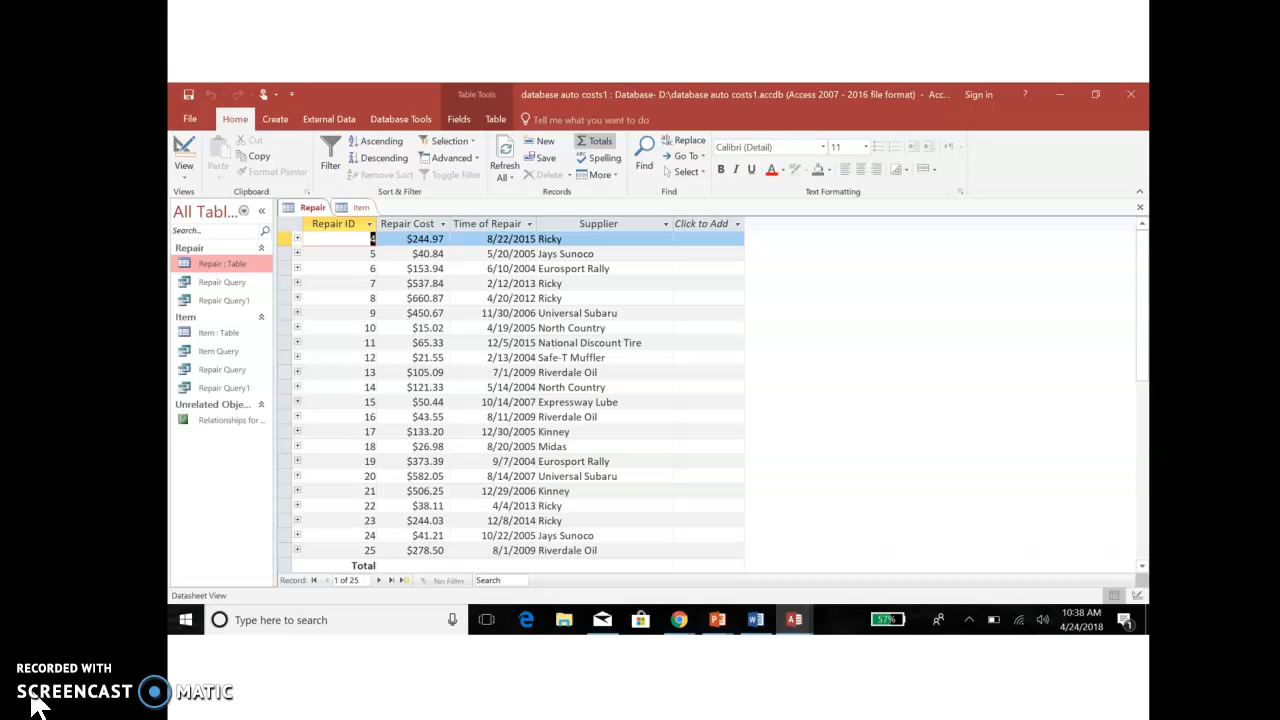 Table Tools
database auto costs1 : Database- D:\database auto costs1.accdb (Access 2007 - 2016 file format) - Acc...
Sign in
?
File
Home
Create
External Data
Database Tools
Fields
Table
Tell me what you want to do
View
Views
Paste
Cut
Copy
Format Painter
Clipboard
Filter
Ascending
Descending
Remove Sort
Selection
Advanced
Toggle Filter
Sort & Filter
Refresh
All
New
Save
Delete
Totals
Spelling
More
Records
Find
Replace
Go To
Select
Find
Calibri (Detail)
11
B I U A
Text Formatting
All Tabl...
Search...
Repair
Repair : Table
Repair Query
Repair Query1
Item
Item : Table
Item Query
Repair Query
Repair Query1
Unrelated Obje...
Relationships for ...
Repair
Item
Repair ID Repair Cost Time of Repair Supplier Click to Add
4 $244.97 8/22/2015 Ricky
5 $40.84 5/20/2005 Jays Sunoco
6 $153.94 6/10/2004 Eurosport Rally
7 $537.84 2/12/2013 Ricky
8 $660.87 4/20/2012 Ricky
9 $450.67 11/30/2006 Universal Subaru
10 $15.02 4/19/2005 North Country
11 $65.33 12/5/2015 National Discount Tire
12 $21.55 2/13/2004 Safe-T Muffler
13 $105.09 7/1/2009 Riverdale Oil
14 $121.33 5/14/2004 North Country
15 $50.44 10/14/2007 Expressway Lube
16 $43.55 8/11/2009 Riverdale Oil
17 $133.20 12/30/2005 Kinney
18 $26.98 8/20/2005 Midas
19 $373.39 9/7/2004 Eurosport Rally
20 $582.05 8/14/2007 Universal Subaru
21 $506.25 12/29/2006 Kinney
22 $38.11 4/4/2013 Ricky
23 $244.03 12/8/2014 Ricky
24 $41.21 10/22/2005 Jays Sunoco
25 $278.50 8/1/2009 Riverdale Oil
Total
Record: 1 of 25 No Filter Search
Datasheet View
Type here to search
57%
10:38 AM
4/24/2018
1
RECORDED WITH
SCREENCAST MATIC